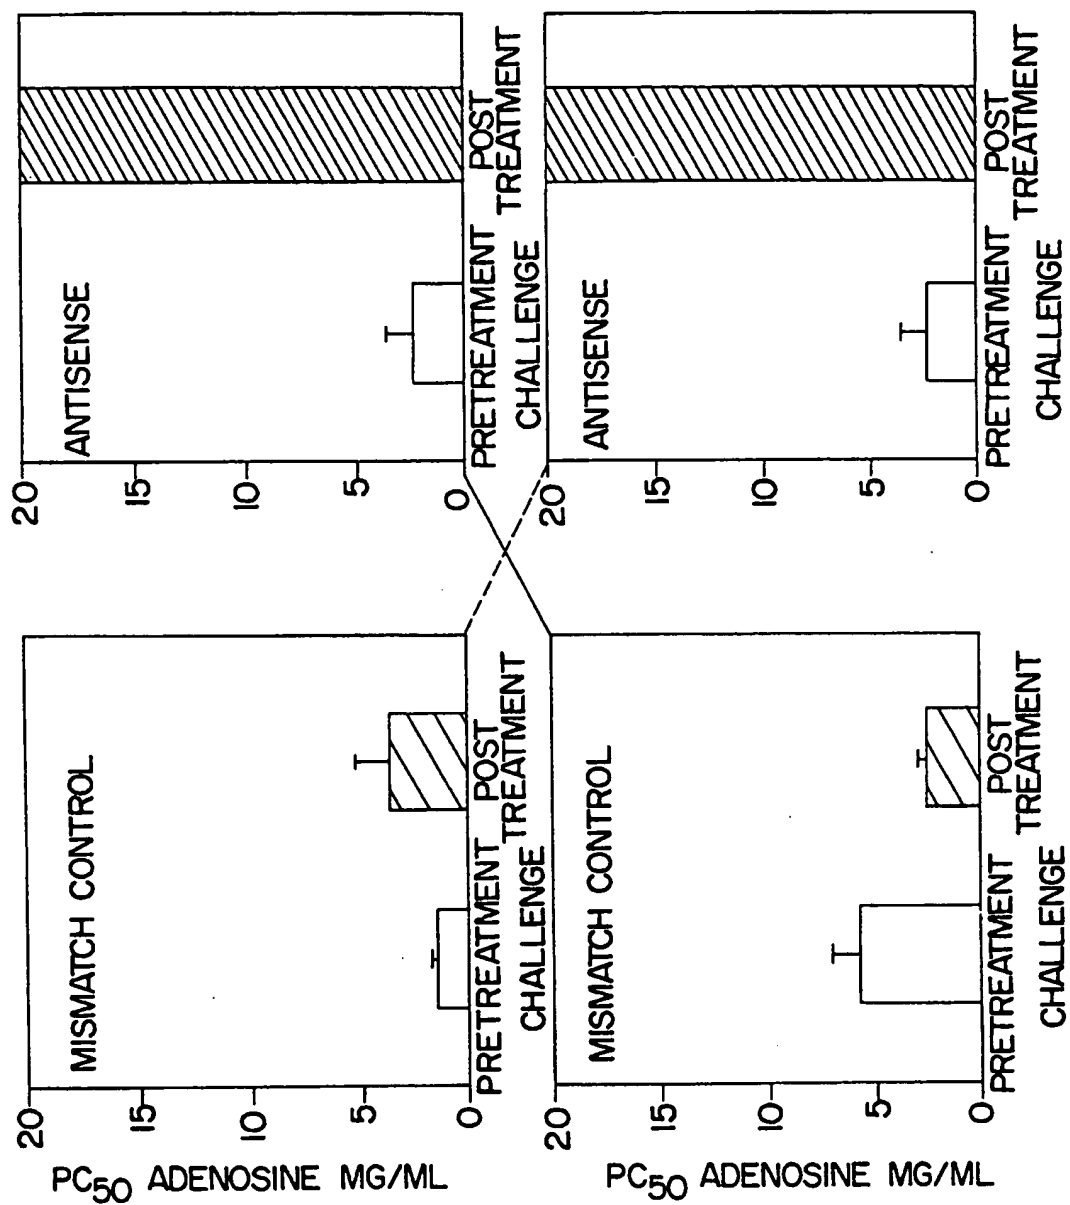 PC50 ADENOSINE MG/ML
20
15
10
5
0
MISMATCH CONTROL
PRETREATMENT POST
CHALLENGE TREATMENT
20
15
10
5
0
ANTISENSE
PRETREATMENT POST
CHALLENGE TREATMENT
PC50 ADENOSINE MG/ML
20
15
10
5
0
MISMATCH CONTROL
PRETREATMENT POST
CHALLENGE TREATMENT
20
15
10
5
0
ANTISENSE
PRETREATMENT POST
CHALLENGE TREATMENT